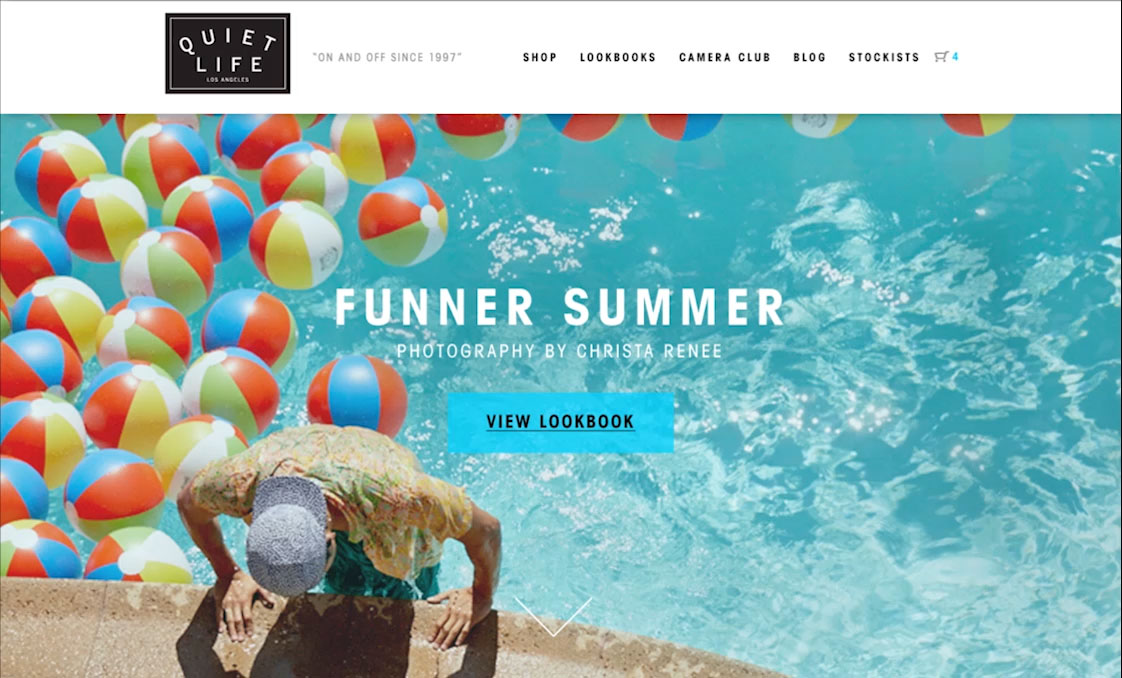 QUIET
LIFE
LOS ANGELES
"ON AND OFF SINCE 1997"
SHOP LOOKBOOKS CAMERA CLUB BLOG STOCKISTS 4
FUNNER SUMMER
PHOTOGRAPHY BY CHRISTA RENEE
VIEW LOOKBOOK